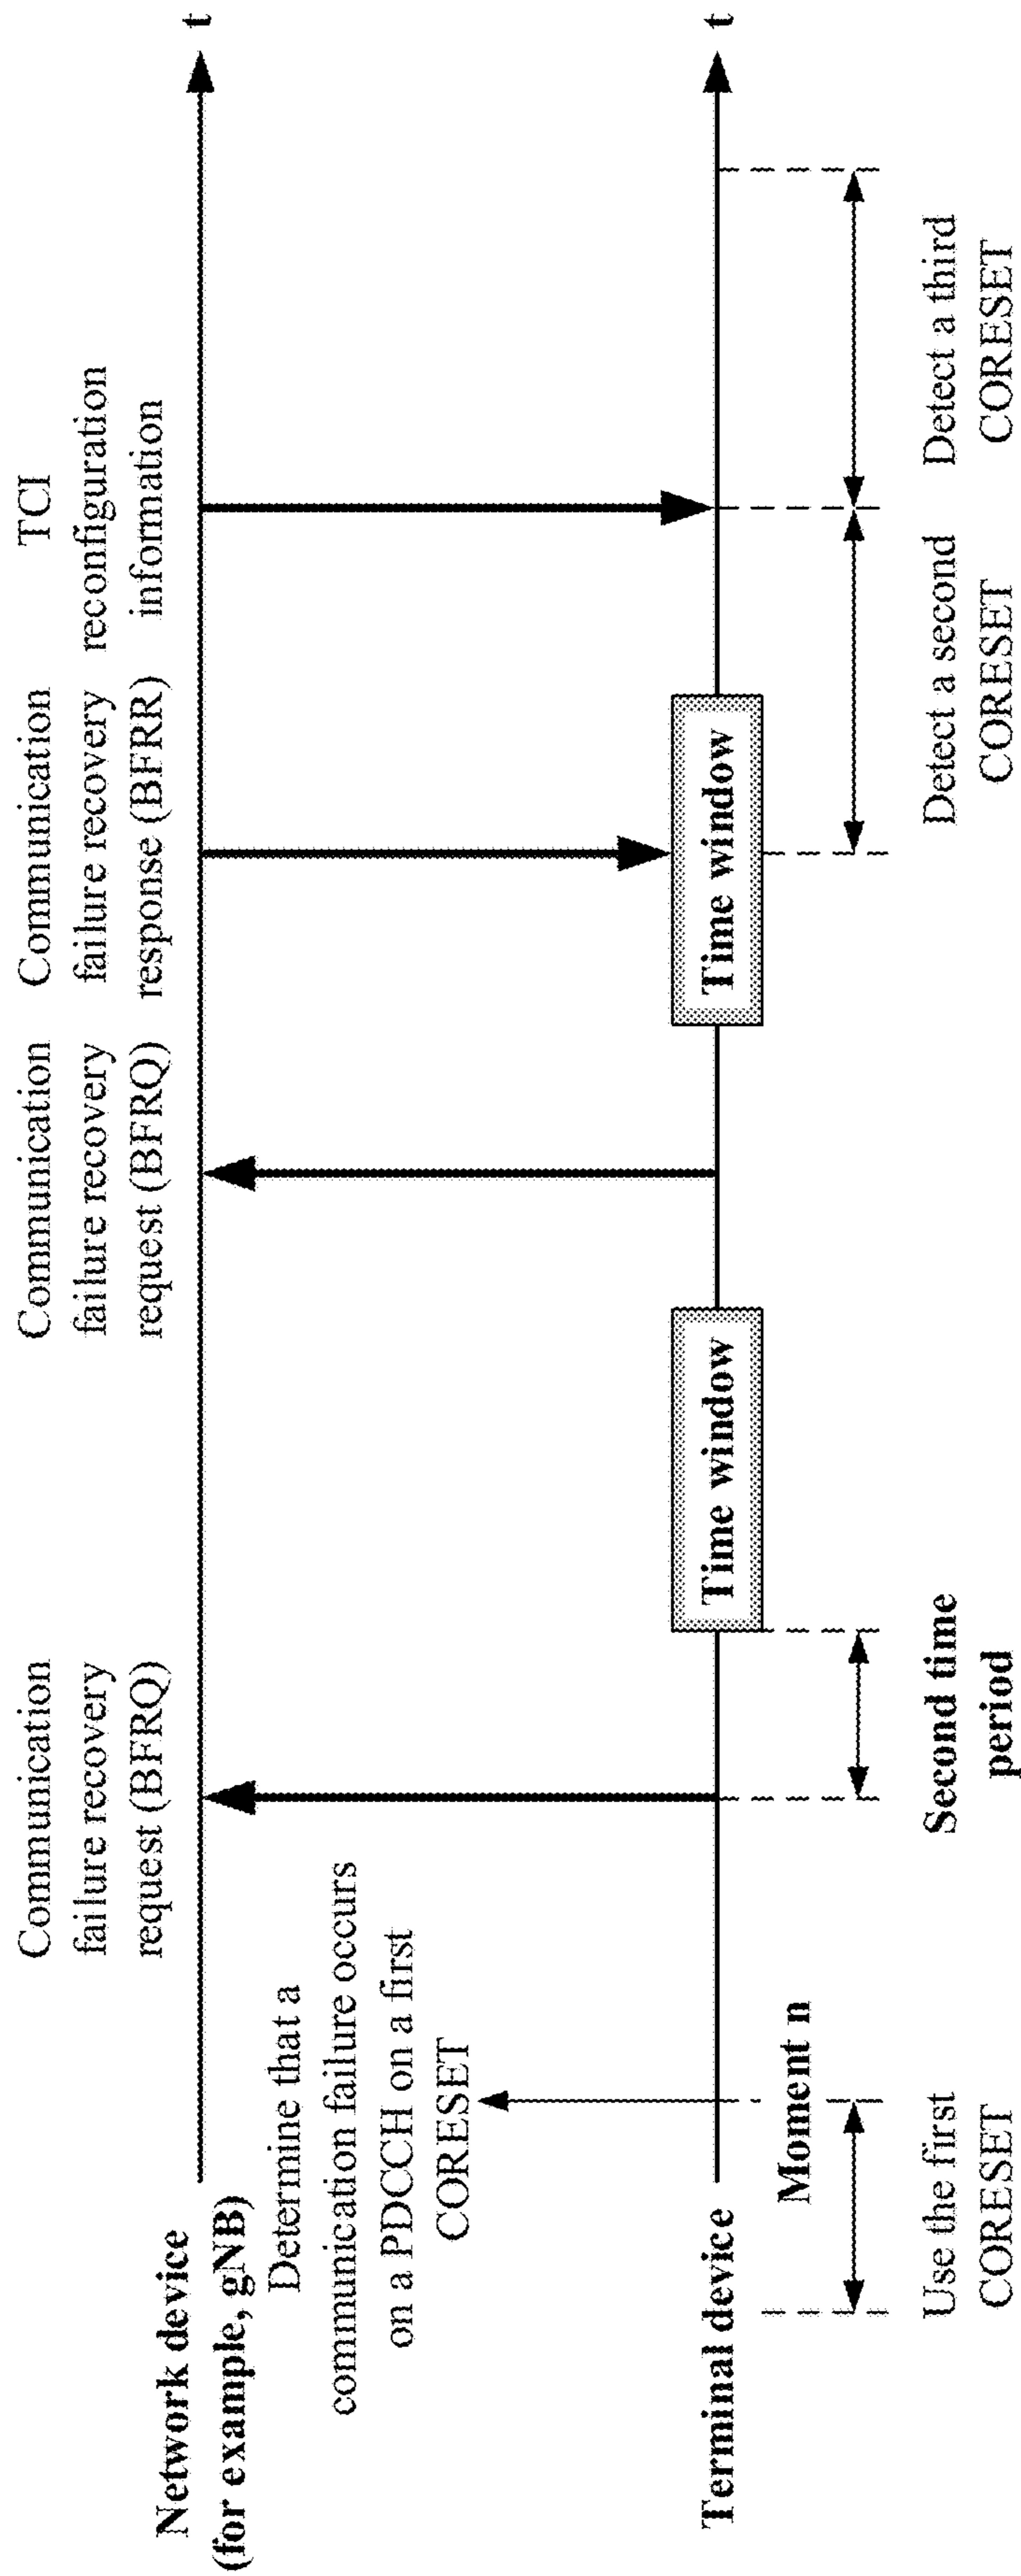 Communication
failure recovery
request (BFRQ)
Communication
failure recovery
request (BFRQ)
Communication
failure recovery
response (BFRR)
TCI
reconfiguration
information
Network device
(for example, gNB)
t
Determine that a
communication failure occurs
on a PDCCH on a first
CORESET
Terminal device
Time window
Time window
t
Moment n
Use the first
CORESET
Second time
period
Detect a second
CORESET
Detect a third
CORESET